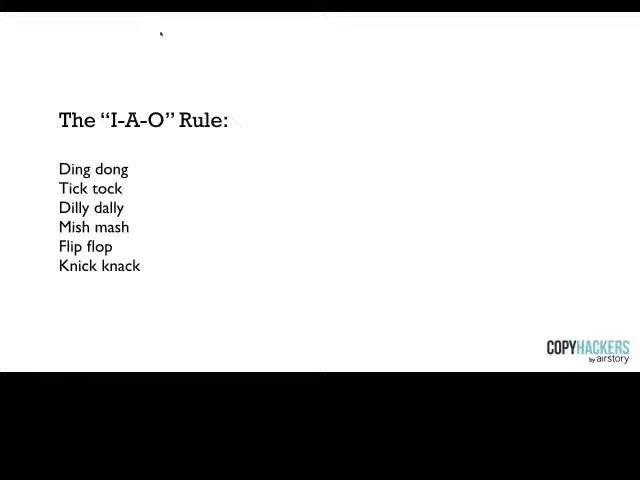 The “I-A-O” Rule:
Ding dong
Tick tock
Dilly dally
Mish mash
Flip flop
Knick knack
COPYHACKERS
by airstory